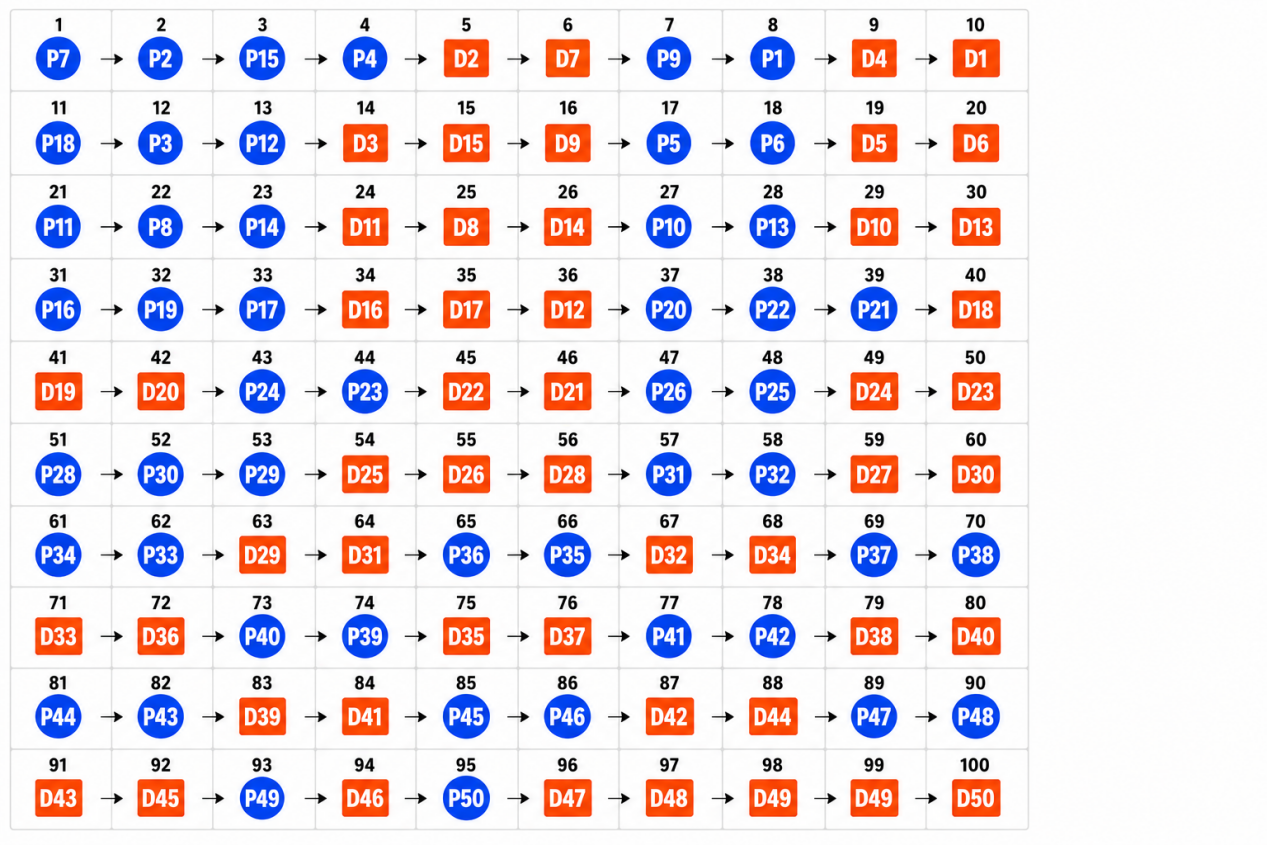 1 2 3 4 5 6 7 8 9 10
P7 P2 P15 P4 D2 D7 P9 P1 D4 D1
11 12 13 14 15 16 17 18 19 20
P18 P3 P12 D3 D15 D9 P5 P6 D5 D6
21 22 23 24 25 26 27 28 29 30
P11 P8 P14 D11 D8 D14 P10 P13 D10 D13
31 32 33 34 35 36 37 38 39 40
P16 P19 P17 D16 D17 D12 P20 P22 P21 D18
41 42 43 44 45 46 47 48 49 50
D19 D20 P24 P23 D22 D21 P26 P25 D24 D23
51 52 53 54 55 56 57 58 59 60
P28 P30 P29 D25 D26 D28 P31 P32 D27 D30
61 62 63 64 65 66 67 68 69 70
P34 P33 D29 D31 P36 P35 D32 D34 P37 P38
71 72 73 74 75 76 77 78 79 80
D33 D36 P40 P39 D35 D37 P41 P42 D38 D40
81 82 83 84 85 86 87 88 89 90
P44 P43 D39 D41 P45 P46 D42 D44 P47 P48
91 92 93 94 95 96 97 98 99 100
D43 D45 P49 D46 P50 D47 D48 D49 D49 D50